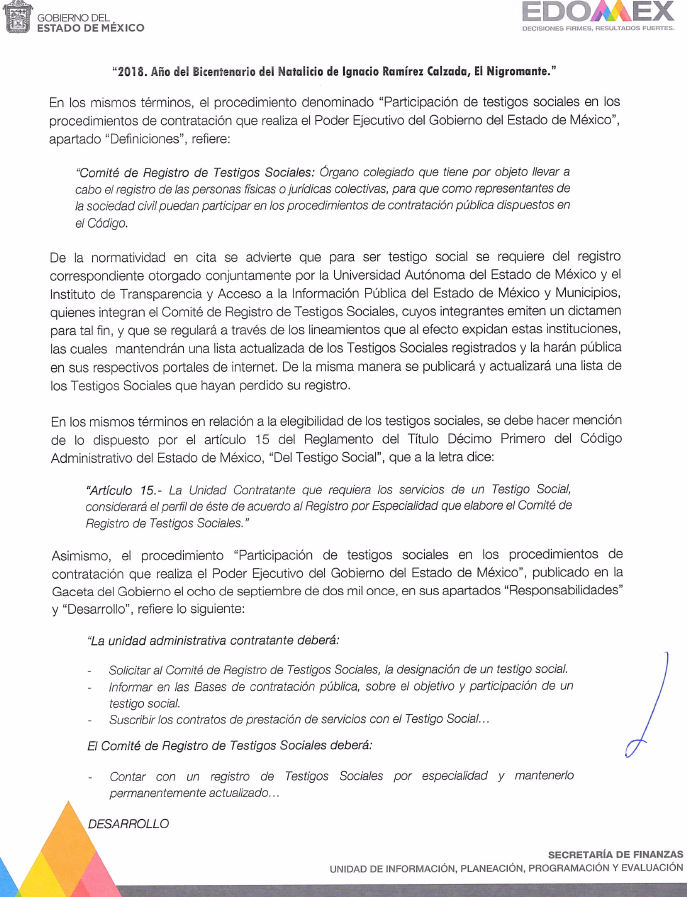 GOBIERNO DEL
ESTADO DE MÉXICO
EDOMEX
DECISIONES FIRMES, RESULTADOS FUERTES.
"2018. Año del Bicentenario del Natalicio de Ignacio Ramírez Calzada, El Nigromante."
En los mismos términos, el procedimiento denominado "Participación de testigos sociales en los
procedimientos de contratación que realiza el Poder Ejecutivo del Gobierno del Estado de México",
apartado "Definiciones", refiere:
"Comité de Registro de Testigos Sociales: Órgano colegiado que tiene por objeto llevar a
cabo el registro de las personas físicas o jurídicas colectivas, para que como representantes de
la sociedad civil puedan participar en los procedimientos de contratación pública dispuestos en
el Código.
De la normatividad en cita se advierte que para ser testigo social se requiere del registro
correspondiente otorgado conjuntamente por la Universidad Autónoma del Estado de México y el
Instituto de Transparencia y Acceso a la Información Pública del Estado de México y Municipios,
quienes integran el Comité de Registro de Testigos Sociales, cuyos integrantes emiten un dictamen
para tal fin, y que se regulará a través de los lineamientos que al efecto expidan estas instituciones,
las cuales mantendrán una lista actualizada de los Testigos Sociales registrados y la harán pública
en sus respectivos portales de internet. De la misma manera se publicará y actualizará una lista de
los Testigos Sociales que hayan perdido su registro.
En los mismos términos en relación a la elegibilidad de los testigos sociales, se debe hacer mención
de lo dispuesto por el artículo 15 del Reglamento del Título Décimo Primero del Código
Administrativo del Estado de México, "Del Testigo Social", que a la letra dice:
"Artículo 15.- La Unidad Contratante que requiera los servicios de un Testigo Social,
considerará el perfil de éste de acuerdo al Registro por Especialidad que elabore el Comité de
Registro de Testigos Sociales."
Asimismo, el procedimiento "Participación de testigos sociales en los procedimientos de
contratación que realiza el Poder Ejecutivo del Gobierno del Estado de México", publicado en la
Gaceta del Gobierno el ocho de septiembre de dos mil once, en sus apartados "Responsabilidades"
y "Desarrollo", refiere lo siguiente:
"La unidad administrativa contratante deberá:
- Solicitar al Comité de Registro de Testigos Sociales, la designación de un testigo social.
- Informar en las Bases de contratación pública, sobre el objetivo y participación de un
testigo social.
- Suscribir los contratos de prestación de servicios con el Testigo Social...
El Comité de Registro de Testigos Sociales deberá:
- Contar con un registro de Testigos Sociales por especialidad y mantenerlo
permanentemente actualizado...
DESARROLLO
SECRETARÍA DE FINANZAS
UNIDAD DE INFORMACIÓN, PLANEACIÓN, PROGRAMACIÓN Y EVALUACIÓN